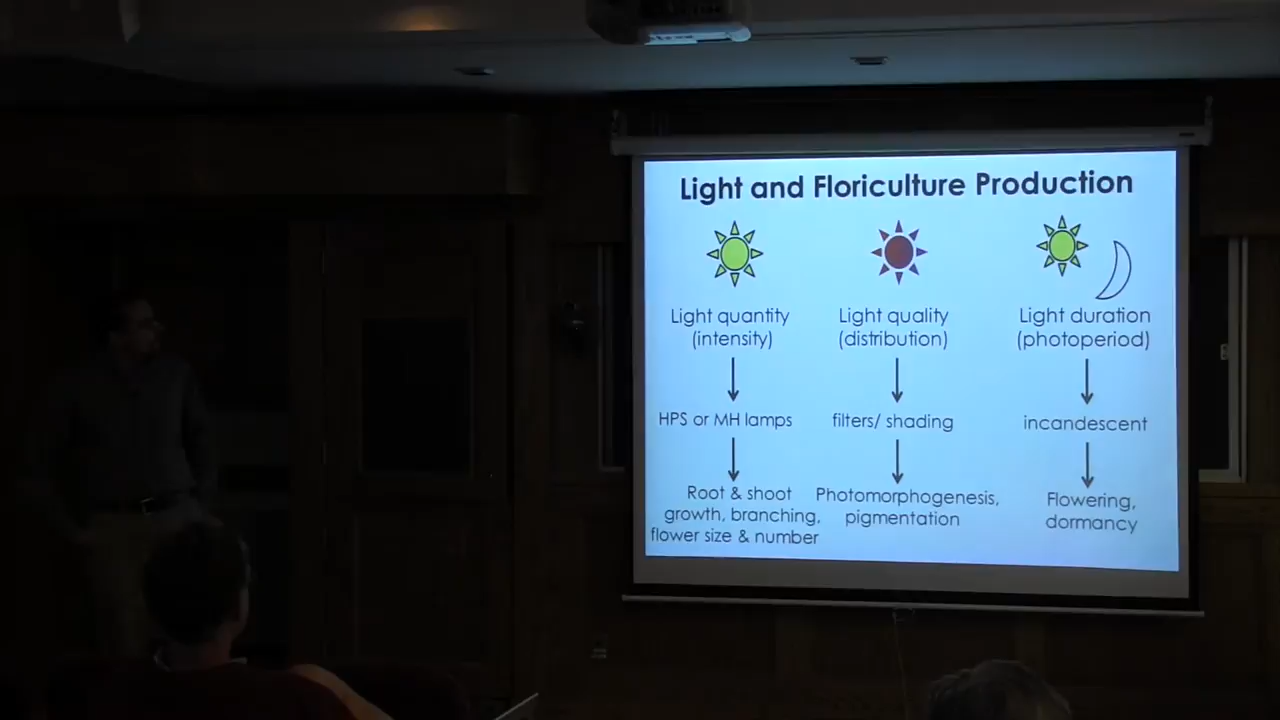 Light and Floriculture Production
Light quantity
(intensity)
HPS or MH lamps
Root & shoot
growth, branching,
flower size & number
Light quality
(distribution)
filters/ shading
Photomorphogenesis,
pigmentation
Light duration
(photoperiod)
incandescent
Flowering,
dormancy